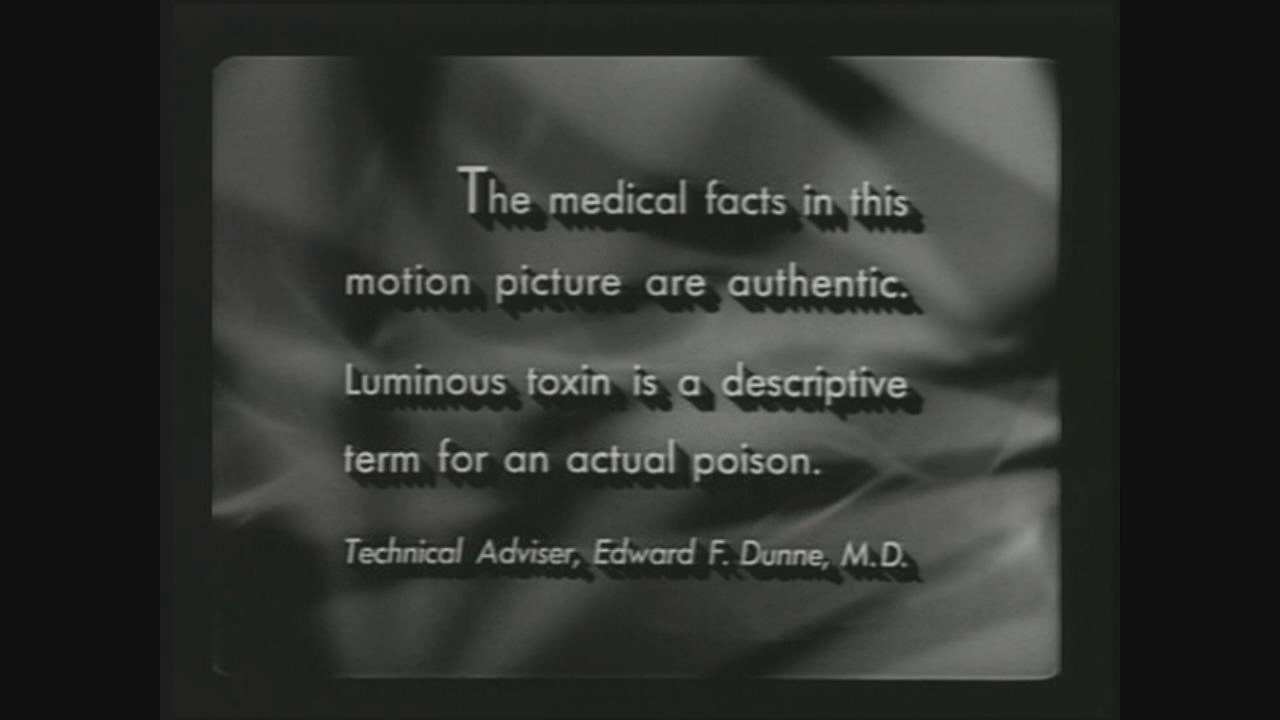 The medical facts in this
motion picture are authentic.
Luminous toxin is a descriptive
term for an actual poison.
Technical Adviser, Edward F. Dunne, M.D.